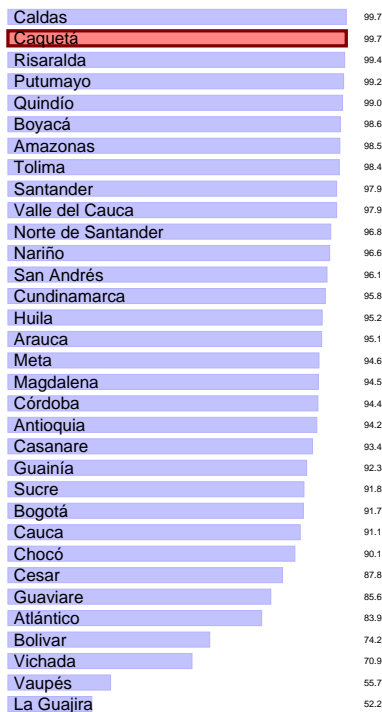 Caldas 99.7
Caquetá 99.7
Risaralda 99.4
Putumayo 99.2
Quindío 99.0
Boyacá 98.6
Amazonas 98.5
Tolima 98.4
Santander 97.9
Valle del Cauca 97.9
Norte de Santander 96.8
Nariño 96.6
San Andrés 96.1
Cundinamarca 95.8
Huila 95.2
Arauca 95.1
Meta 94.6
Magdalena 94.5
Córdoba 94.4
Antioquia 94.2
Casanare 93.4
Guainía 92.3
Sucre 91.8
Bogotá 91.7
Cauca 91.1
Chocó 90.1
Cesar 87.8
Guaviare 85.6
Atlántico 83.9
Bolivar 74.2
Vichada 70.9
Vaupés 55.7
La Guajira 52.2